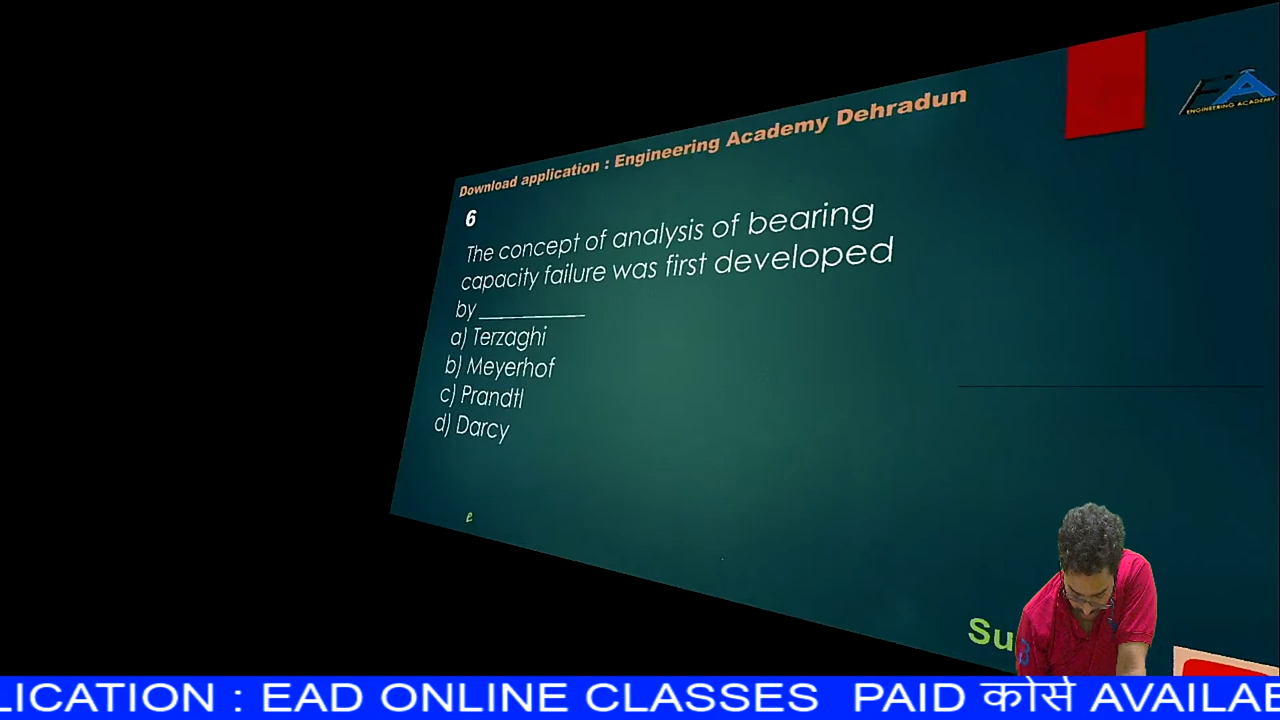 Download application : Engineering Academy Dehradun
ENGINEERING ACADEMY
6
The concept of analysis of bearing
capacity failure was first developed
by ___________
a) Terzaghi
b) Meyerhof
c) Prandtl
d) Darcy
e
Su
LICATION : EAD ONLINE CLASSES PAID कोर्स AVAILAB